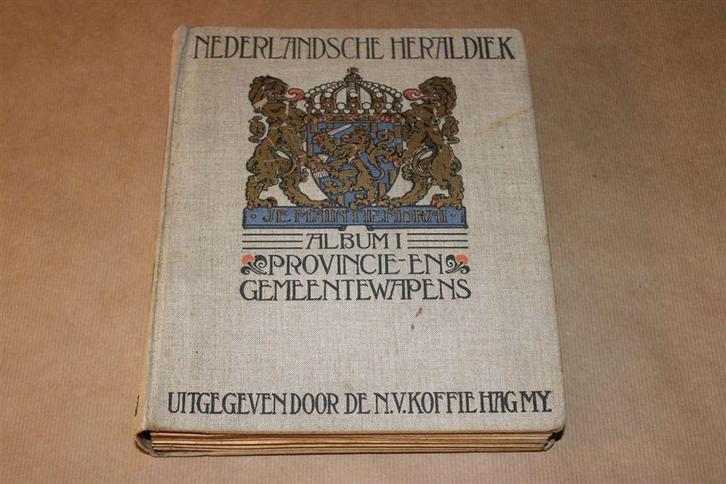 NEDERLANDSCHE HERALDIEK
JE MAINTIENDRAI
ALBUM I
PROVINCIE-EN
GEMEENTEWAPENS
UITGEGEVEN DOOR DE N.V. KOFFIE HAG MY.